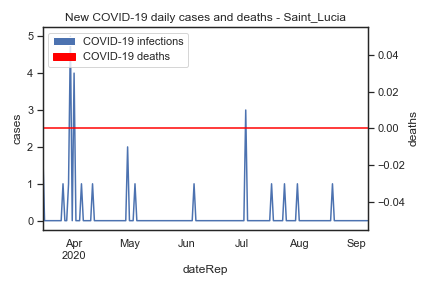 New COVID-19 daily cases and deaths - Saint_Lucia
COVID-19 infections
COVID-19 deaths
5
4
3
2
1
0
cases
0.04
0.02
0.00
−0.02
−0.04
deaths
Apr May Jun Jul Aug Sep
2020
dateRep